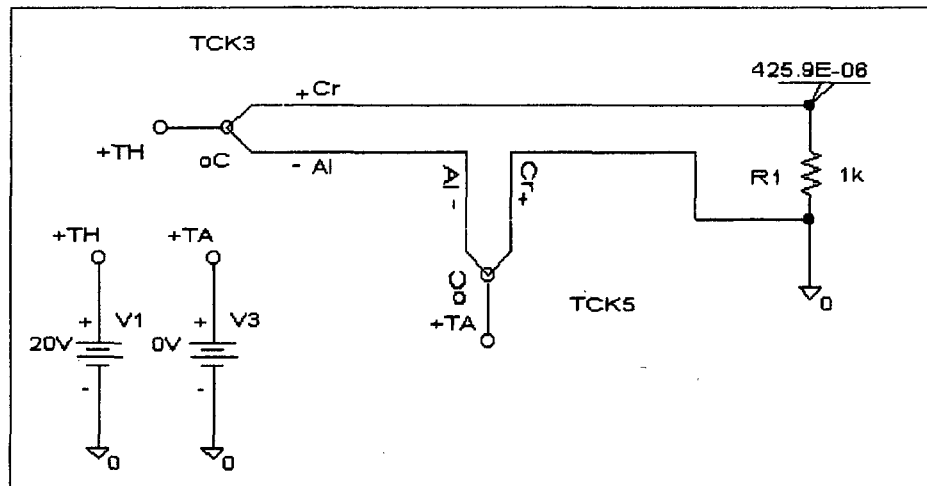 TCK3
425.9E-06
+Cr
+TH
oC
- Al
Al -
Cr+
R1
1k
+TH
+TA
oC
TCK5
0
+TA
+
V1
+
V3
20V
0V
-
-
0
0